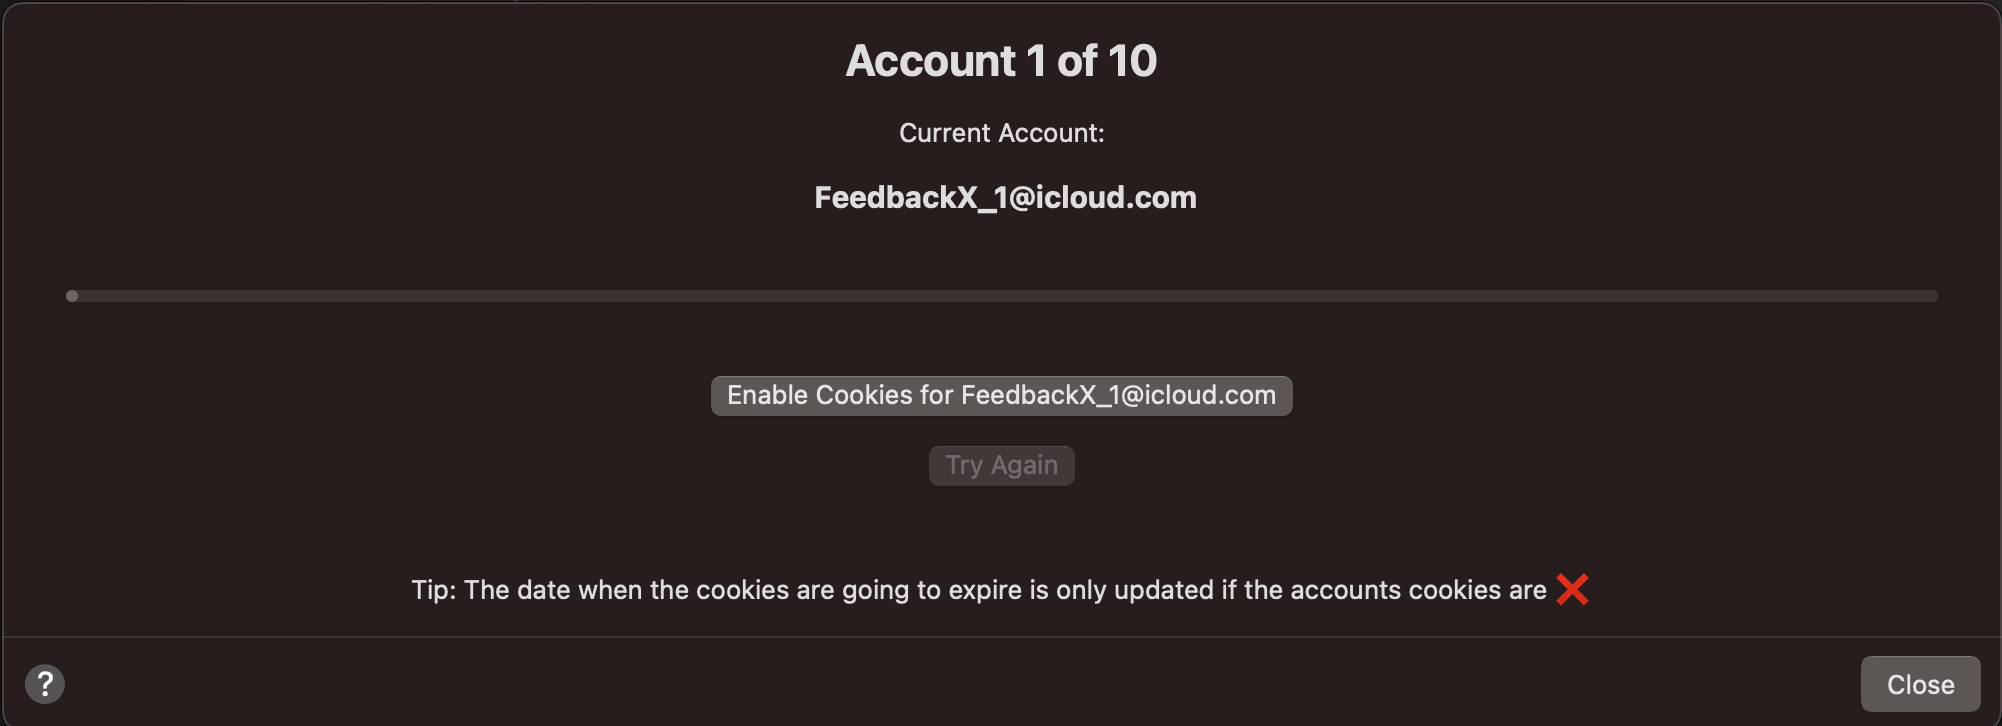 Account 1 of 10
Current Account:
FeedbackX_1@icloud.com
Enable Cookies for FeedbackX_1@icloud.com
Try Again
Tip: The date when the cookies are going to expire is only updated if the accounts cookies are ❌
?
Close